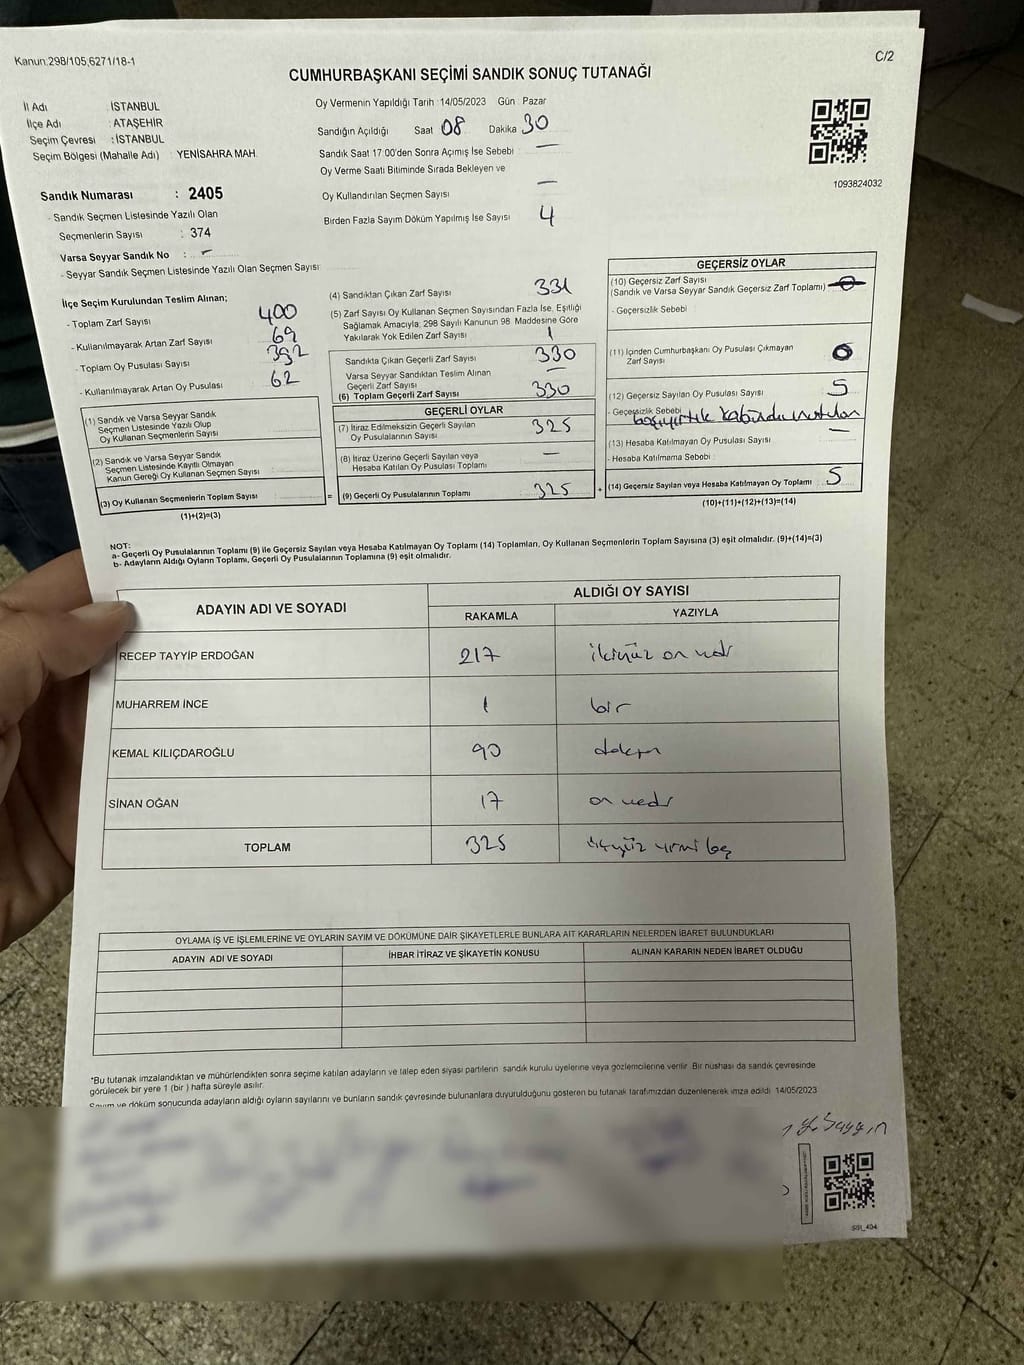 Kanun.298/105,6271/18-1
C/2
CUMHURBAŞKANI SEÇİMİ SANDIK SONUÇ TUTANAĞI
İl Adı : İSTANBUL
İlçe Adı : ATAŞEHİR
Seçim Çevresi : İSTANBUL
Seçim Bölgesi (Mahalle Adı) : YENİSAHRA MAH.
Sandık Numarası : 2405
- Sandık Seçmen Listesinde Yazılı Olan
Seçmenlerin Sayısı : 374
Varsa Seyyar Sandık No : -
- Seyyar Sandık Seçmen Listesinde Yazılı Olan Seçmen Sayısı
Oy Vermenin Yapıldığı Tarih : 14/05/2023 Gün : Pazar
Sandığın Açıldığı Saat 08 Dakika 30
Sandık Saat 17.00'den Sonra Açımış İse Sebebi : —
Oy Verme Saati Bitiminde Sırada Bekleyen ve
Oy Kullandırılan Seçmen Sayısı —
Birden Fazla Sayım Döküm Yapılmış İse Sayısı 4
1093824032
İlçe Seçim Kurulundan Teslim Alınan;
- Toplam Zarf Sayısı 400
- Kullanılmayarak Artan Zarf Sayısı 69
- Toplam Oy Pusulası Sayısı 392
- Kullanılmayarak Artan Oy Pusulası 62
(1) Sandık ve Varsa Seyyar Sandık
Seçmen Listesinde Yazılı Olup
Oy Kullanan Seçmenlerin Sayısı
(2) Sandık ve Varsa Seyyar Sandık
Seçmen Listesinde Kayıtlı Olmayan
Kanun Gereği Oy Kullanan Seçmen Sayısı
(3) Oy Kullanan Seçmenlerin Toplam Sayısı
(1)+(2)=(3)
(4) Sandıktan Çıkan Zarf Sayısı 331
(5) Zarf Sayısı Oy Kullanan Seçmen Sayısından Fazla İse, Eşitliği
Sağlamak Amacıyla, 298 Sayılı Kanunun 98. Maddesine Göre
Yakılarak Yok Edilen Zarf Sayısı 1
Sandıkta Çıkan Geçerli Zarf Sayısı 330
Varsa Seyyar Sandıktan Teslim Alınan
Geçerli Zarf Sayısı —
(6) Toplam Geçerli Zarf Sayısı 330
GEÇERLİ OYLAR
(7) İtiraz Edilmeksizin Geçerli Sayılan
Oy Pusulalarının Sayısı 325
(8) İtiraz Üzerine Geçerli Sayılan veya
Hesaba Katılan Oy Pusulası Toplamı —
= (9) Geçerli Oy Pusulalarının Toplamı 325 +
GEÇERSİZ OYLAR
(10) Geçersiz Zarf Sayısı
(Sandık ve Varsa Seyyar Sandık Geçersiz Zarf Toplamı) 0
- Geçersizlik Sebebi
(11) İçinden Cumhurbaşkanı Oy Pusulası Çıkmayan
Zarf Sayısı 0
(12) Geçersiz Sayılan Oy Pusulası Sayısı 5
- Geçersizlik Sebebi
(13) Hesaba Katılmayan Oy Pusulası Sayısı —
- Hesaba Katılmama Sebebi
(14) Geçersiz Sayılan veya Hesaba Katılmayan Oy Toplamı 5
(10)+(11)+(12)+(13)=(14)
NOT:
a- Geçerli Oy Pusulalarının Toplamı (9) ile Geçersiz Sayılan veya Hesaba Katılmayan Oy Toplamı (14) Toplamları, Oy Kullanan Seçmenlerin Toplam Sayısına (3) eşit olmalıdır. (9)+(14)=(3)
b- Adayların Aldığı Oyların Toplamı, Geçerli Oy Pusulalarının Toplamına (9) eşit olmalıdır.
ADAYIN ADI VE SOYADI ALDIĞI OY SAYISI
RAKAMLA YAZIYLA
RECEP TAYYİP ERDOĞAN 217 ikiyüz on yedi
MUHARREM İNCE 1 bir
KEMAL KILIÇDAROĞLU 90 doksan
SİNAN OĞAN 17 on yedi
TOPLAM 325 üçyüz yirmi beş
OYLAMA İŞ VE İŞLEMLERİNE VE OYLARIN SAYIM VE DÖKÜMÜNE DAİR ŞİKAYETLERLE BUNLARA AİT KARARLARIN NELERDEN İBARET BULUNDUKLARI
ADAYIN ADI VE SOYADI İHBAR İTİRAZ VE ŞİKAYETİN KONUSU ALINAN KARARIN NEDEN İBARET OLDUĞU
*Bu tutanak imzalandıktan ve mühürlendikten sonra seçime katılan adayların ve talep eden siyasi partilerin sandık kurulu üyelerine veya gözlemcilerine verilir. Bir nüshası da sandık çevresinde
görülecek bir yere 1 (bir) hafta süreyle asılır.
Sayım ve döküm sonucunda adayların aldığı oyların sayılarını ve bunların sandık çevresinde bulunanlara duyurulduğunu gösteren bu tutanak tarafımızdan düzenlenerek imza edildi. 14/05/2023